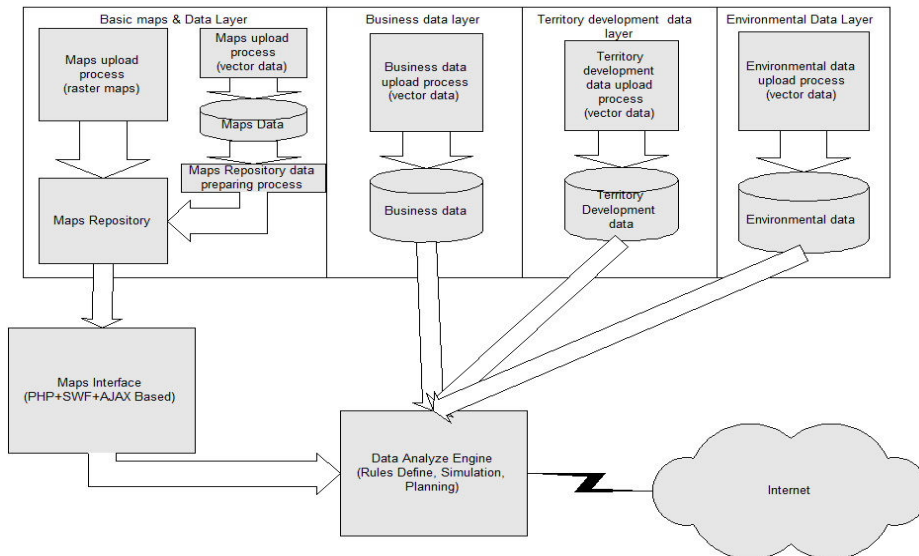 Basic maps & Data Layer
Maps upload
process
(raster maps)
Maps upload
process
(vector data)
Maps Data
Maps Repository data
preparing process
Maps Repository
Business data layer
Business data
upload process
(vector data)
Business data
Territory development data
layer
Territory
development
data upload
process
(vector data)
Territory
Development
data
Environmental Data Layer
Environmental data
upload process
(vector data)
Environmental data
Maps Interface
(PHP+SWF+AJAX Based)
Data Analyze Engine
(Rules Define, Simulation,
Planning)
Internet